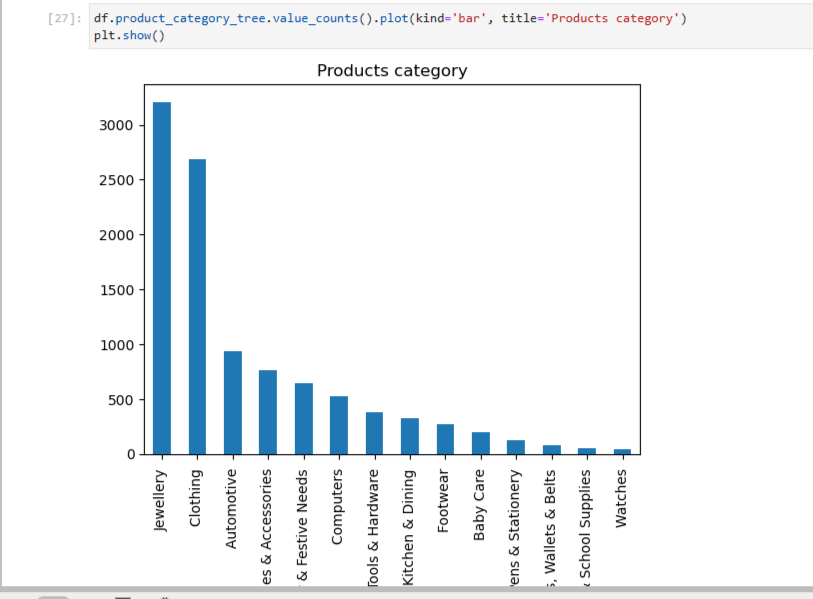 [27]: df.product_category_tree.value_counts().plot(kind='bar', title='Products category')
plt.show()
Products category
3000
2500
2000
1500
1000
500
0
Jewellery
Clothing
Automotive
& Accessories
& Festive Needs
Computers
Tools & Hardware
Kitchen & Dining
Footwear
Baby Care
& Stationery
Wallets & Belts
& School Supplies
Watches